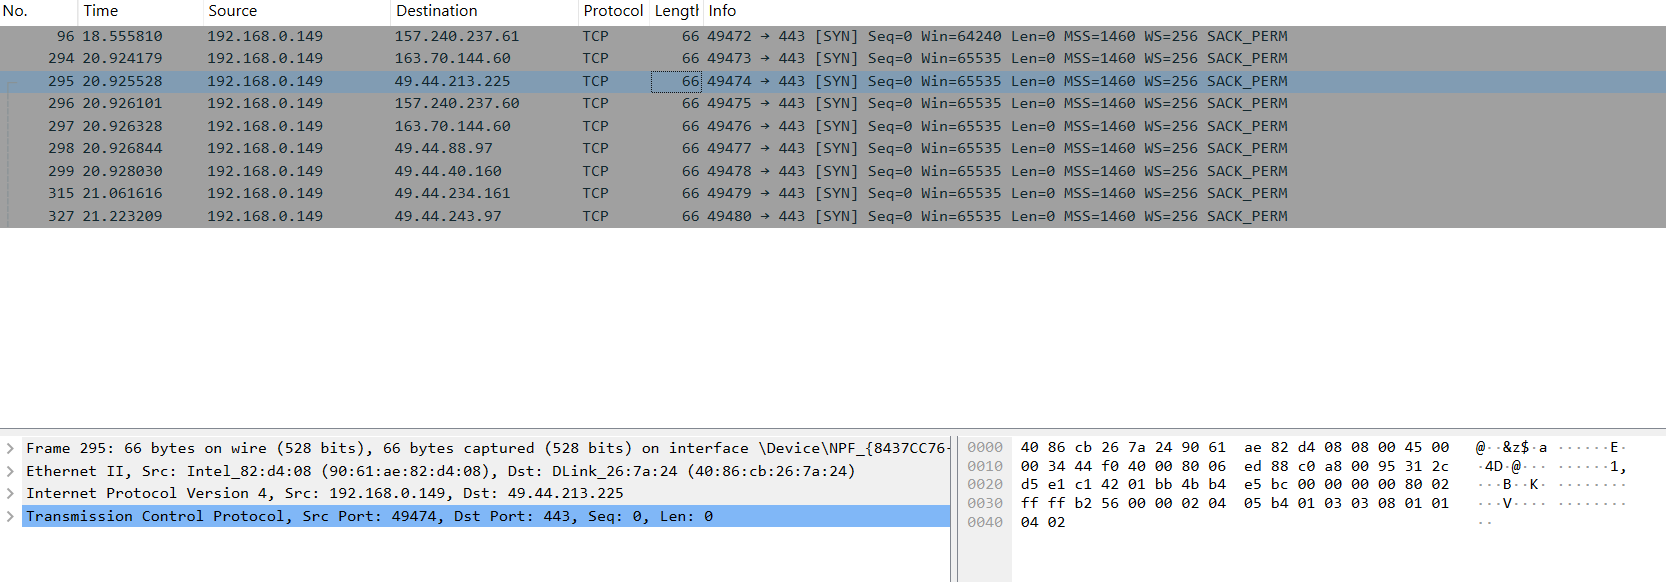 No. Time Source Destination Protocol Length Info
96 18.555810 192.168.0.149 157.240.237.61 TCP 66 49472 → 443 [SYN] Seq=0 Win=64240 Len=0 MSS=1460 WS=256 SACK_PERM
294 20.924179 192.168.0.149 163.70.144.60 TCP 66 49473 → 443 [SYN] Seq=0 Win=65535 Len=0 MSS=1460 WS=256 SACK_PERM
295 20.925528 192.168.0.149 49.44.213.225 TCP 66 49474 → 443 [SYN] Seq=0 Win=65535 Len=0 MSS=1460 WS=256 SACK_PERM
296 20.926101 192.168.0.149 157.240.237.60 TCP 66 49475 → 443 [SYN] Seq=0 Win=65535 Len=0 MSS=1460 WS=256 SACK_PERM
297 20.926328 192.168.0.149 163.70.144.60 TCP 66 49476 → 443 [SYN] Seq=0 Win=65535 Len=0 MSS=1460 WS=256 SACK_PERM
298 20.926844 192.168.0.149 49.44.88.97 TCP 66 49477 → 443 [SYN] Seq=0 Win=65535 Len=0 MSS=1460 WS=256 SACK_PERM
299 20.928030 192.168.0.149 49.44.40.160 TCP 66 49478 → 443 [SYN] Seq=0 Win=65535 Len=0 MSS=1460 WS=256 SACK_PERM
315 21.061616 192.168.0.149 49.44.234.161 TCP 66 49479 → 443 [SYN] Seq=0 Win=65535 Len=0 MSS=1460 WS=256 SACK_PERM
327 21.223209 192.168.0.149 49.44.243.97 TCP 66 49480 → 443 [SYN] Seq=0 Win=65535 Len=0 MSS=1460 WS=256 SACK_PERM
Frame 295: 66 bytes on wire (528 bits), 66 bytes captured (528 bits) on interface \Device\NPF_{8437CC76-
Ethernet II, Src: Intel_82:d4:08 (90:61:ae:82:d4:08), Dst: DLink_26:7a:24 (40:86:cb:26:7a:24)
Internet Protocol Version 4, Src: 192.168.0.149, Dst: 49.44.213.225
Transmission Control Protocol, Src Port: 49474, Dst Port: 443, Seq: 0, Len: 0
0000 40 86 cb 26 7a 24 90 61 ae 82 d4 08 08 00 45 00 @··&z$·a ······E·
0010 00 34 44 f0 40 00 80 06 ed 88 c0 a8 00 95 31 2c ·4D·@··· ······1,
0020 d5 e1 c1 42 01 bb 4b b4 e5 bc 00 00 00 00 80 02 ···B··K· ········
0030 ff ff b2 56 00 00 02 04 05 b4 01 03 03 08 01 01 ···V···· ········
0040 04 02 ··